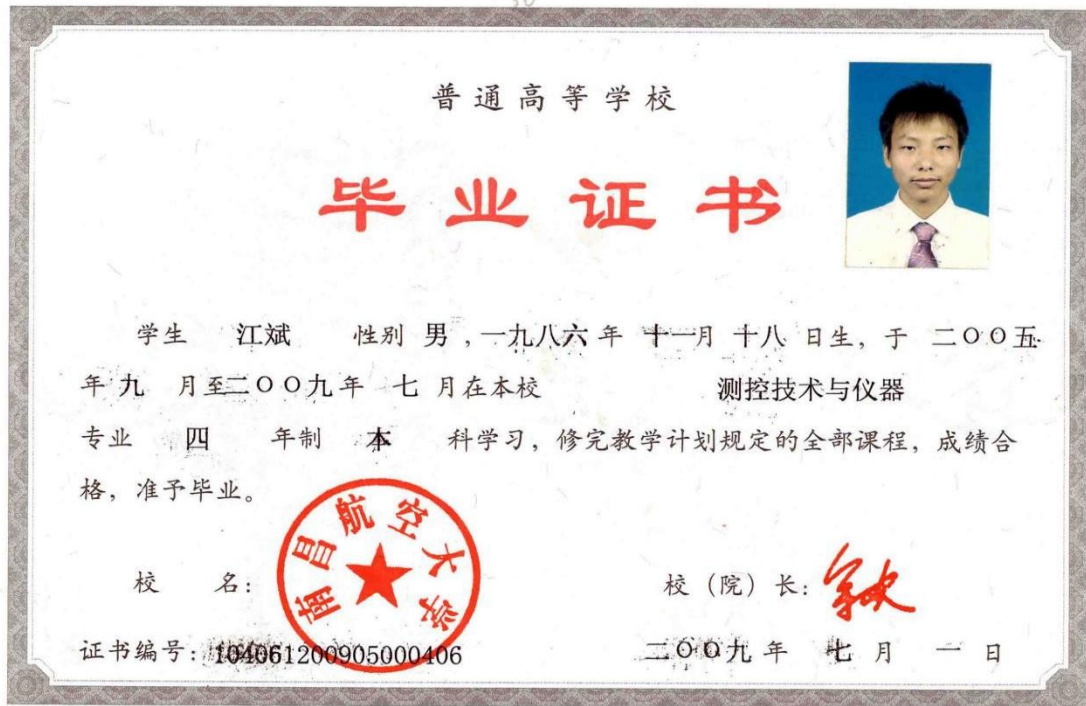 普通高等学校
毕业证书
学生 江斌 性别 男，一九八六年 十一月 十八 日生，于 二〇〇五
年 九 月至二〇〇九年 七 月在本校 测控技术与仪器
专业 四 年制 本 科学习，修完教学计划规定的全部课程，成绩合
格，准予毕业。
南昌航空大学
校 名： 校（院）长：
证书编号：104061200905000406 二〇〇九年 七 月 一 日